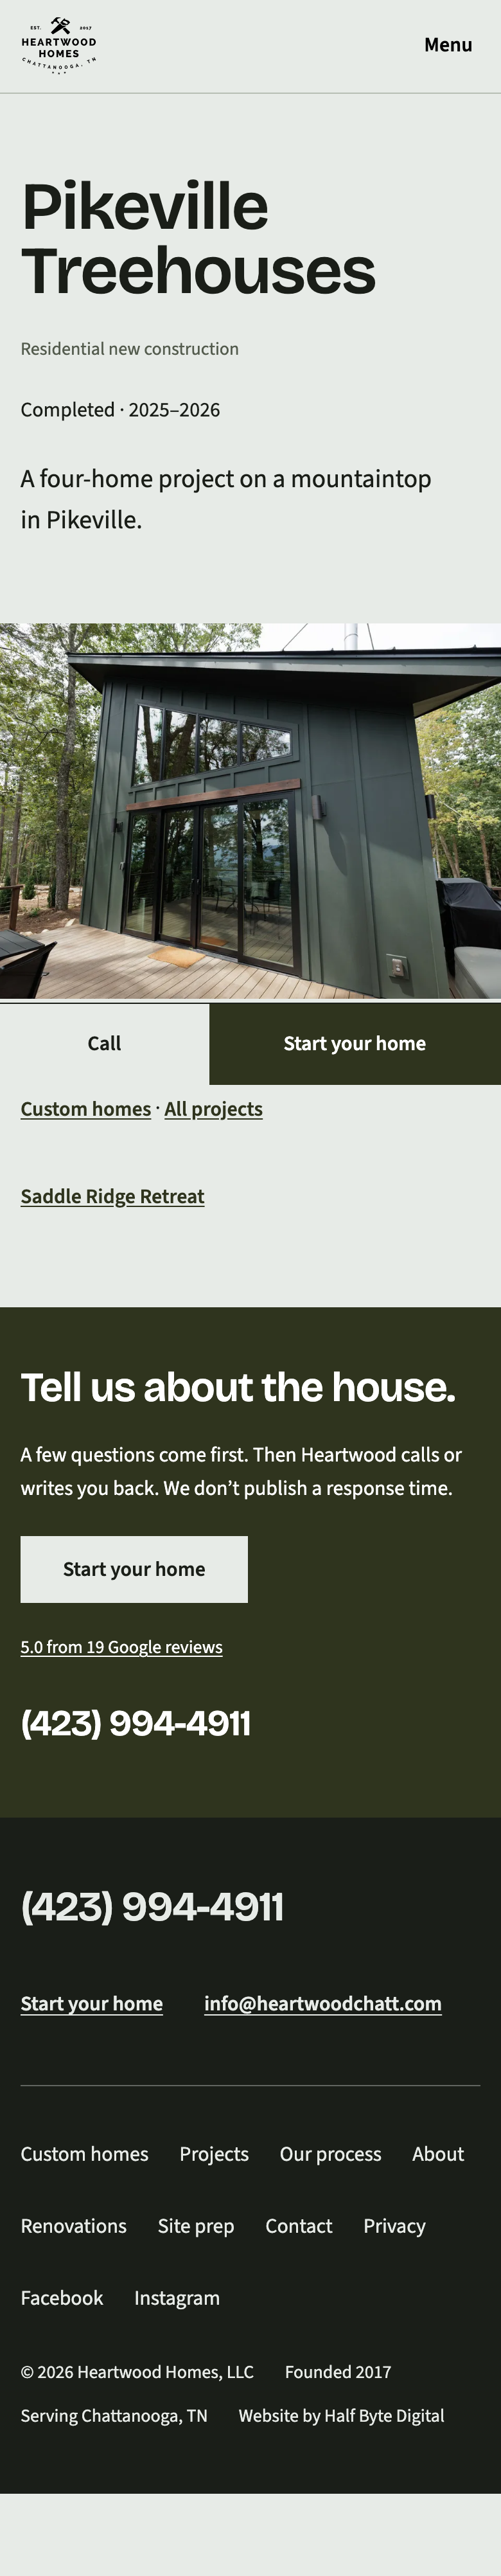 EST. 2017
HEARTWOOD
HOMES
CHATTANOOGA, TN
Menu
Pikeville
Treehouses
Residential new construction
Completed · 2025–2026
A four-home project on a mountaintop
in Pikeville.
Call
Start your home
Custom homes · All projects
Saddle Ridge Retreat
Tell us about the house.
A few questions come first. Then Heartwood calls or
writes you back. We don’t publish a response time.
Start your home
5.0 from 19 Google reviews
(423) 994-4911
(423) 994-4911
Start your home info@heartwoodchatt.com
Custom homes Projects Our process About
Renovations Site prep Contact Privacy
Facebook Instagram
© 2026 Heartwood Homes, LLC Founded 2017
Serving Chattanooga, TN Website by Half Byte Digital